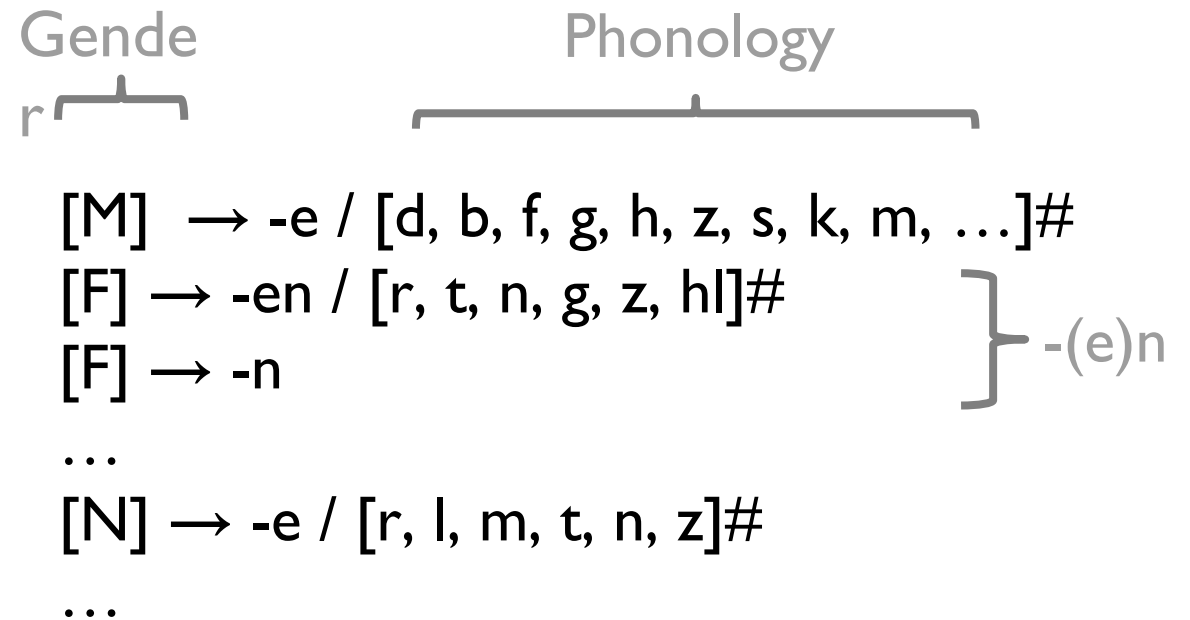 Gende
r
Phonology
[M] → -e / [d, b, f, g, h, z, s, k, m, …]#
[F] → -en / [r, t, n, g, z, hl]#
[F] → -n
-(e)n
…
[N] → -e / [r, l, m, t, n, z]#
…